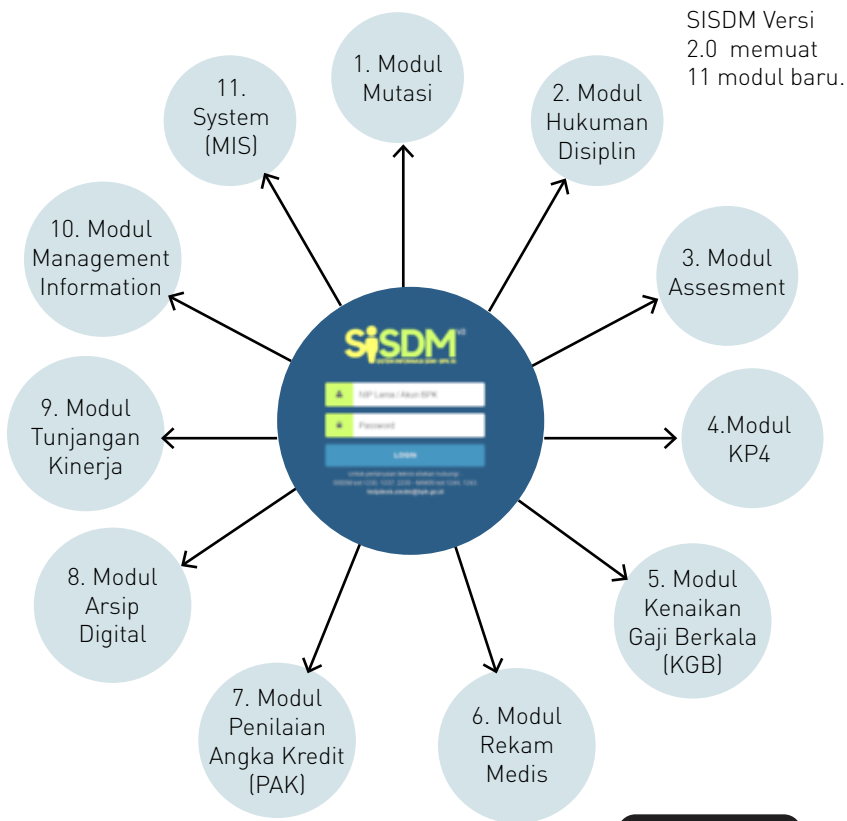 SISDM Versi
2.0 memuat
11 modul baru.
1. Modul
Mutasi
2. Modul
Hukuman
Disiplin
3. Modul
Assesment
4.Modul
KP4
5. Modul
Kenaikan
Gaji Berkala
(KGB)
6. Modul
Rekam
Medis
7. Modul
Penilaian
Angka Kredit
(PAK)
8. Modul
Arsip
Digital
9. Modul
Tunjangan
Kinerja
10. Modul
Management
Information
11.
System
(MIS)
SiSDM
NIP Lama / Akun BPK
Password
LOGIN